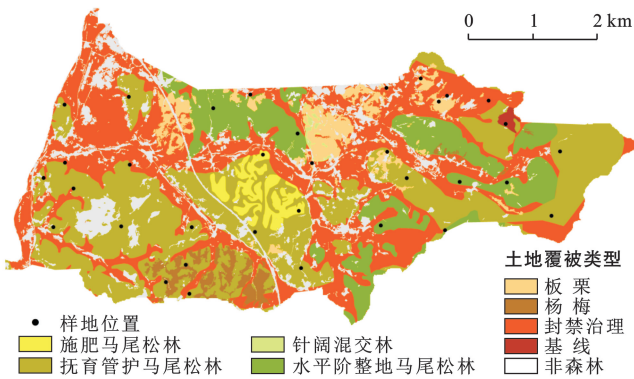 0 1 2 km
土地覆被类型
板栗
杨梅
封禁治理
基线
非森林
样地位置
施肥马尾松林
针阔混交林
抚育管护马尾松林
水平阶整地马尾松林